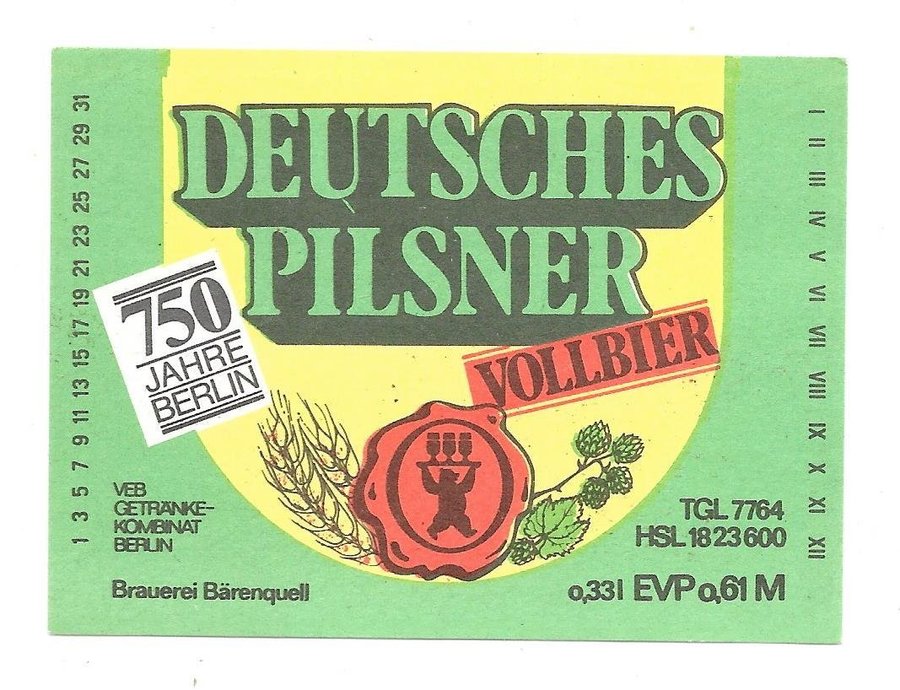 DEUTSCHES
PILSNER
750
JAHRE
BERLIN
VOLLBIER
1 3 5 7 9 11 13 15 17 19 21 23 25 27 29 31
I II III IV V VI VII VIII IX X XI XII
VEB
GETRÄNKE-
KOMBINAT
BERLIN
Brauerei Bärenquell
TGL 7764
HSL 1823600
0,33 l EVP 0,61 M